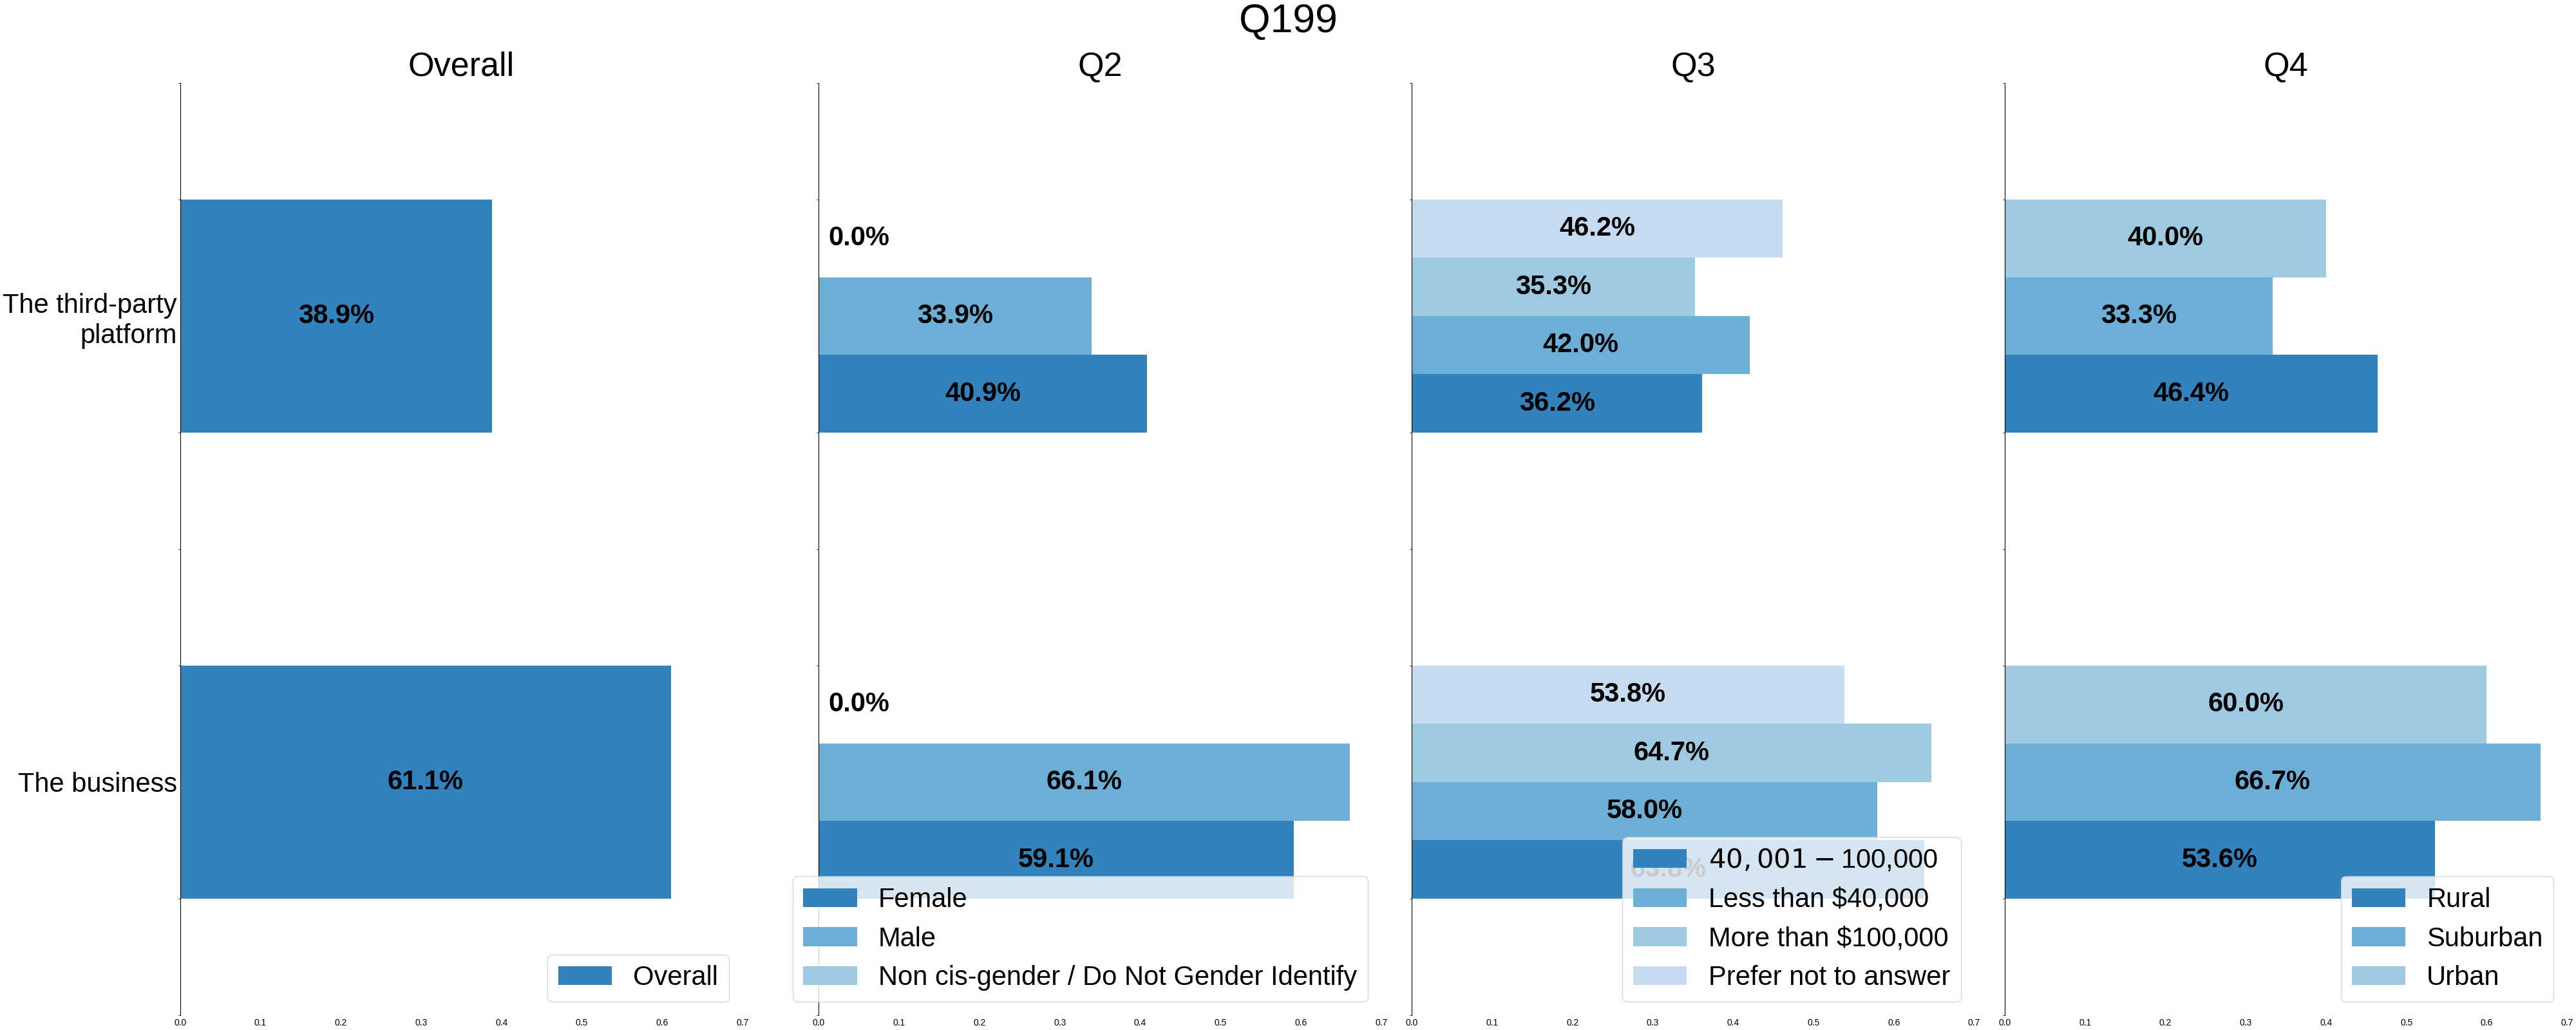 Q199
Overall
Q2
Q3
Q4
The third-party
platform
The business
38.9%
61.1%
0.0%
33.9%
40.9%
0.0%
66.1%
59.1%
46.2%
35.3%
42.0%
36.2%
53.8%
64.7%
58.0%
63.8%
40.0%
33.3%
46.4%
60.0%
66.7%
53.6%
Overall
Female
Male
Non cis-gender / Do Not Gender Identify
40,001 − 100,000
Less than $40,000
More than $100,000
Prefer not to answer
Rural
Suburban
Urban
0.0 0.1 0.2 0.3 0.4 0.5 0.6 0.7
0.0 0.1 0.2 0.3 0.4 0.5 0.6 0.7
0.0 0.1 0.2 0.3 0.4 0.5 0.6 0.7
0.0 0.1 0.2 0.3 0.4 0.5 0.6 0.7